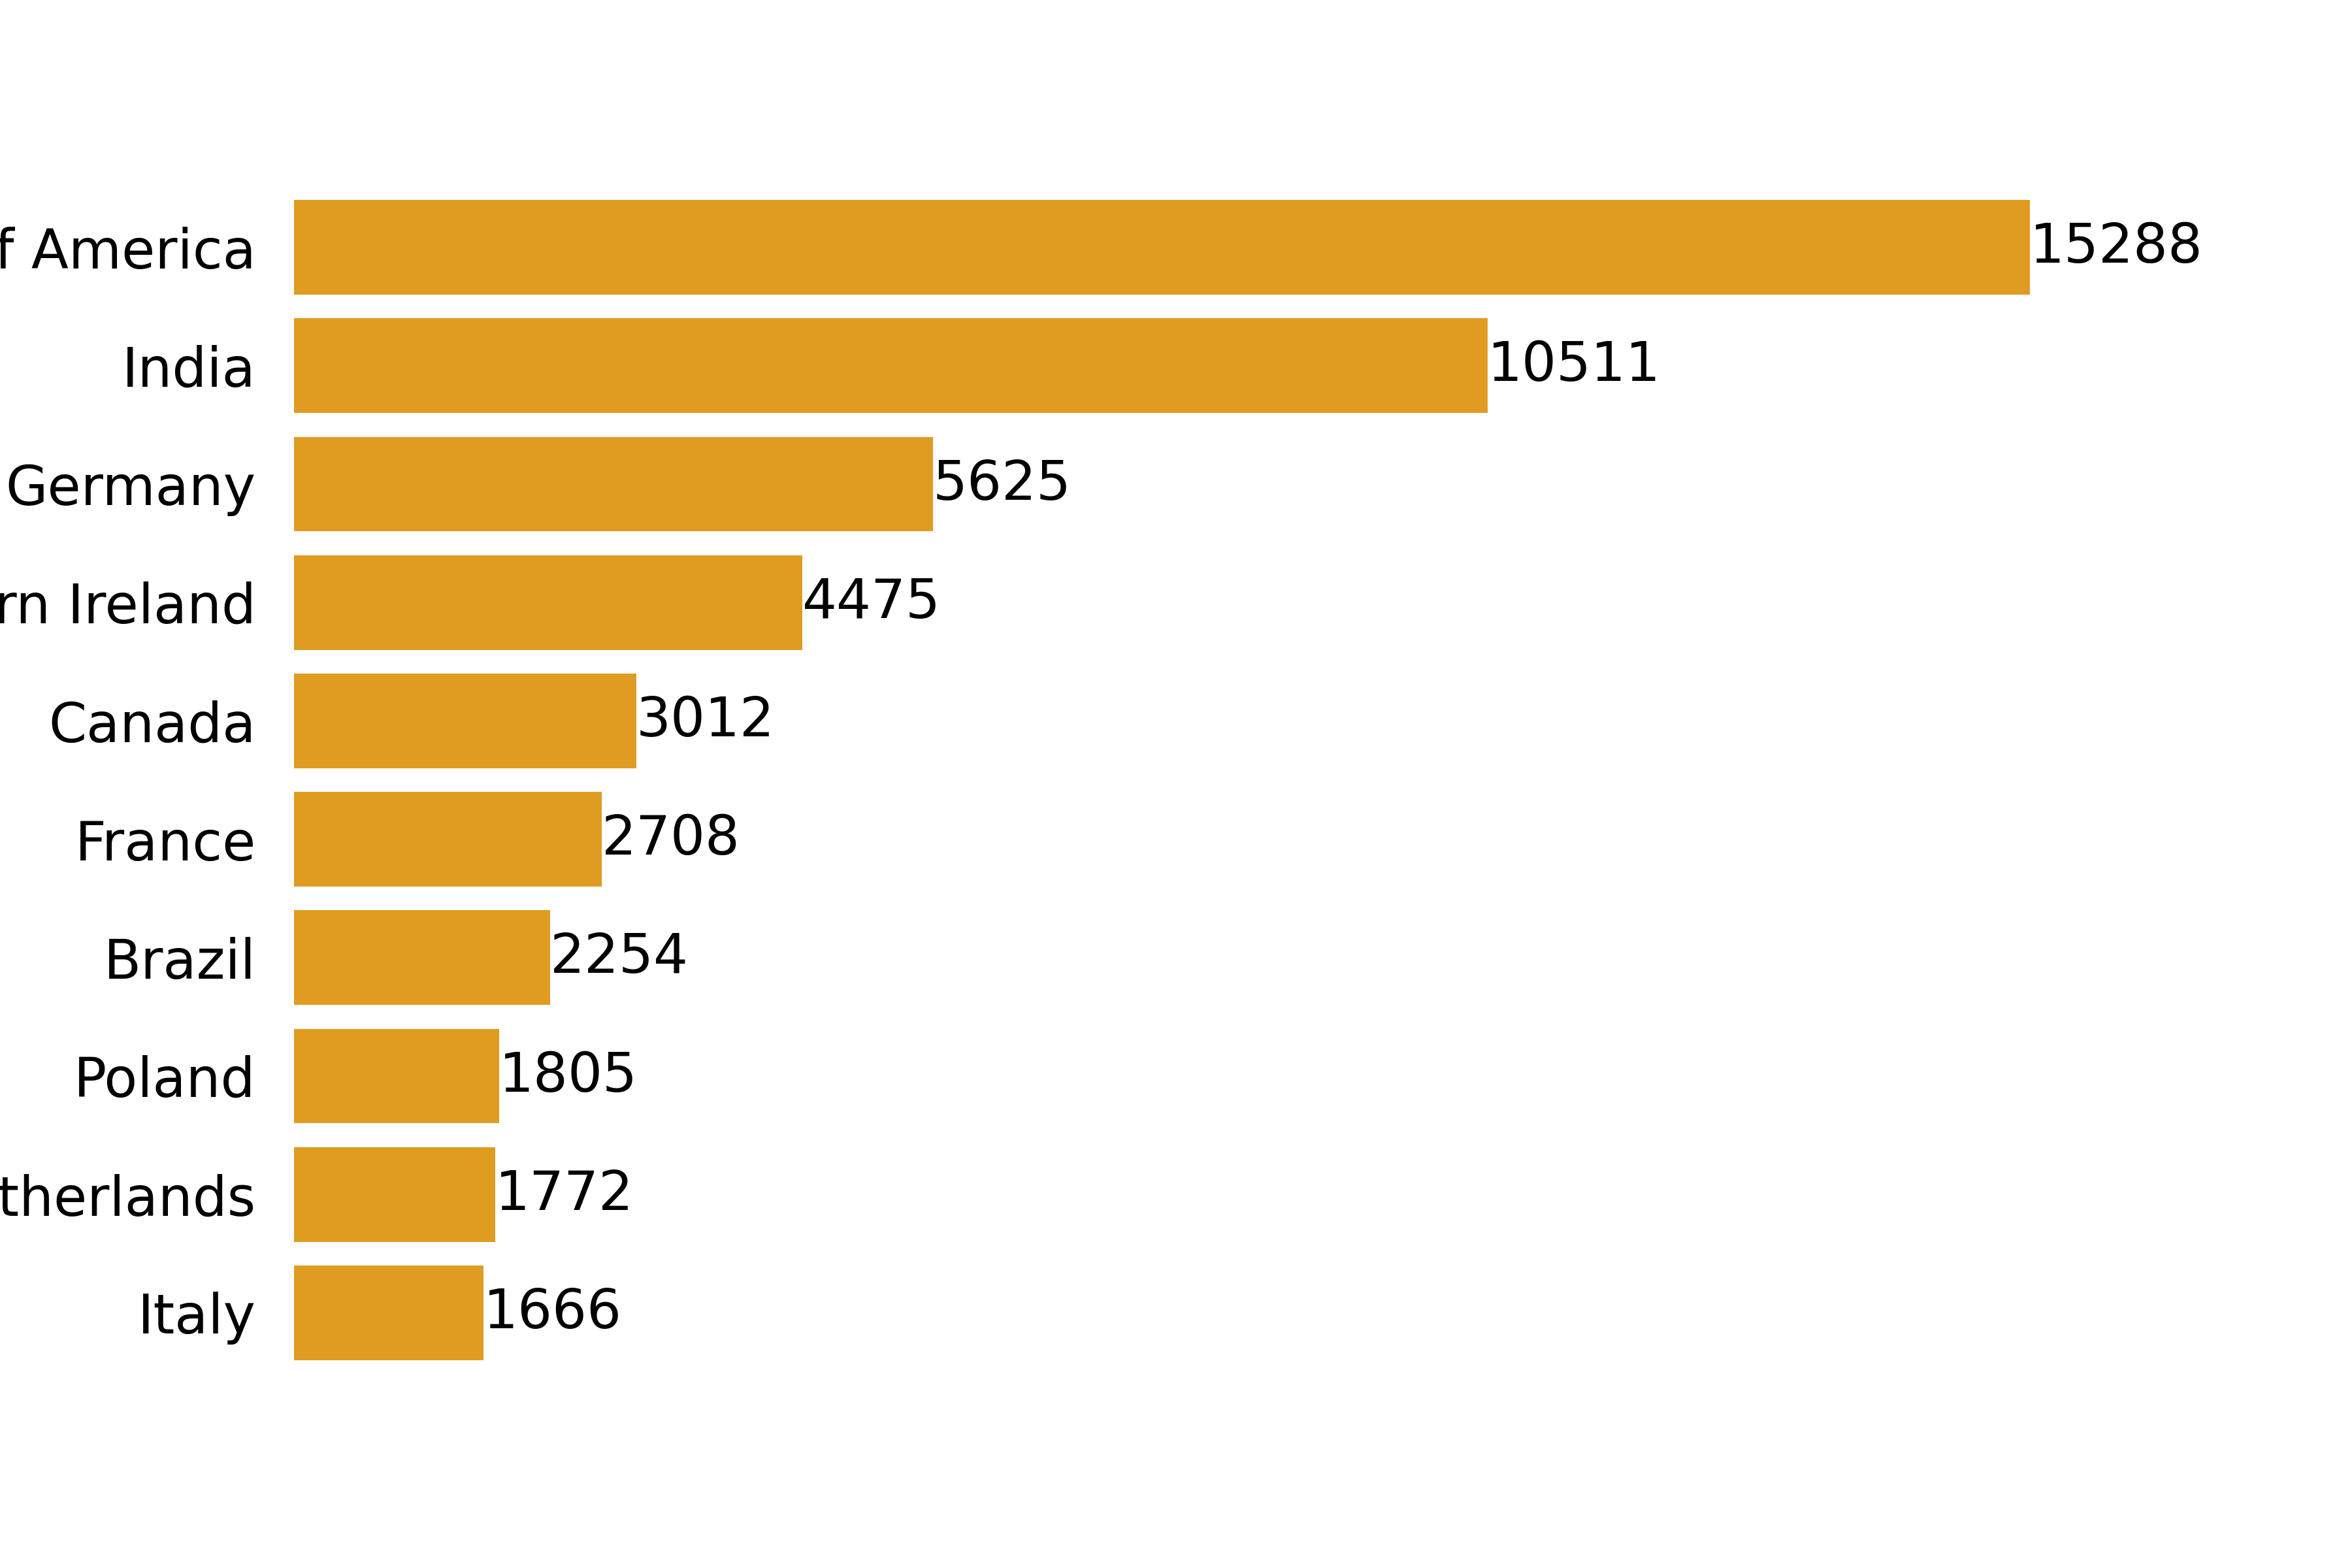 f America 15288
India 10511
Germany 5625
rn Ireland 4475
Canada 3012
France 2708
Brazil 2254
Poland 1805
therlands 1772
Italy 1666